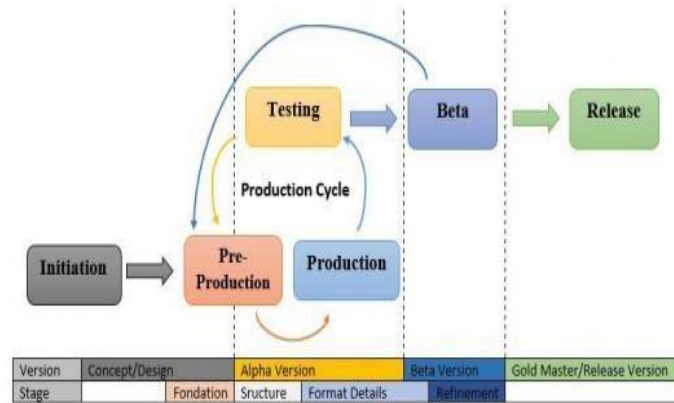 Testing
Beta
Release
Production Cycle
Initiation
Pre-
Production
Production
Version Concept/Design Alpha Version Beta Version Gold Master/Release Version
Stage Fondation Sructure Format Details Refinement